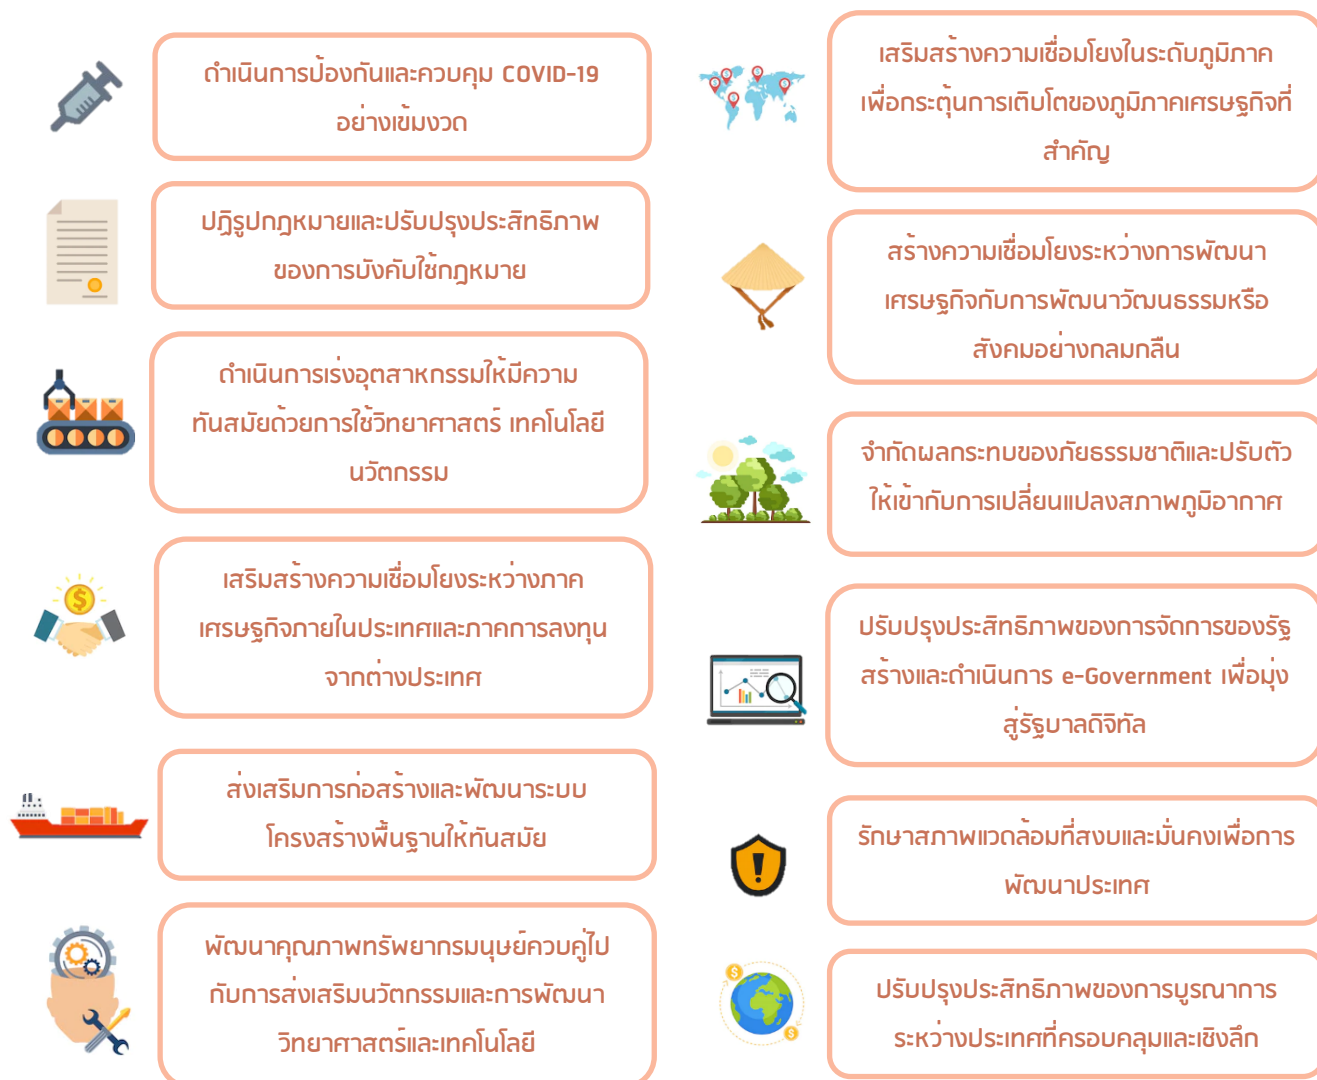 ดำเนินการป้องกันและควบคุม COVID-19
อย่างเข้มงวด
ปฏิรูปกฎหมายและปรับปรุงประสิทธิภาพ
ของการบังคับใช้กฎหมาย
ดำเนินการเร่งอุตสาหกรรมให้มีความ
ทันสมัยด้วยการใช้วิทยาศาสตร์ เทคโนโลยี
นวัตกรรม
เสริมสร้างความเชื่อมโยงระหว่างภาค
เศรษฐกิจภายในประเทศและภาคการลงทุน
จากต่างประเทศ
ส่งเสริมการก่อสร้างและพัฒนาระบบ
โครงสร้างพื้นฐานให้ทันสมัย
พัฒนาคุณภาพทรัพยากรมนุษย์ควบคู่ไป
กับการส่งเสริมนวัตกรรมและการพัฒนา
วิทยาศาสตร์และเทคโนโลยี
เสริมสร้างความเชื่อมโยงในระดับภูมิภาค
เพื่อกระตุ้นการเติบโตของภูมิภาคเศรษฐกิจที่
สำคัญ
สร้างความเชื่อมโยงระหว่างการพัฒนา
เศรษฐกิจกับการพัฒนาวัฒนธรรมหรือ
สังคมอย่างกลมกลืน
จำกัดผลกระทบของภัยธรรมชาติและปรับตัว
ให้เข้ากับการเปลี่ยนแปลงสภาพภูมิอากาศ
ปรับปรุงประสิทธิภาพของการจัดการของรัฐ
สร้างและดำเนินการ e-Government เพื่อมุ่ง
สู่รัฐบาลดิจิทัล
รักษาสภาพแวดล้อมที่สงบและมั่นคงเพื่อการ
พัฒนาประเทศ
ปรับปรุงประสิทธิภาพของการบูรณาการ
ระหว่างประเทศที่ครอบคลุมและเชิงลึก